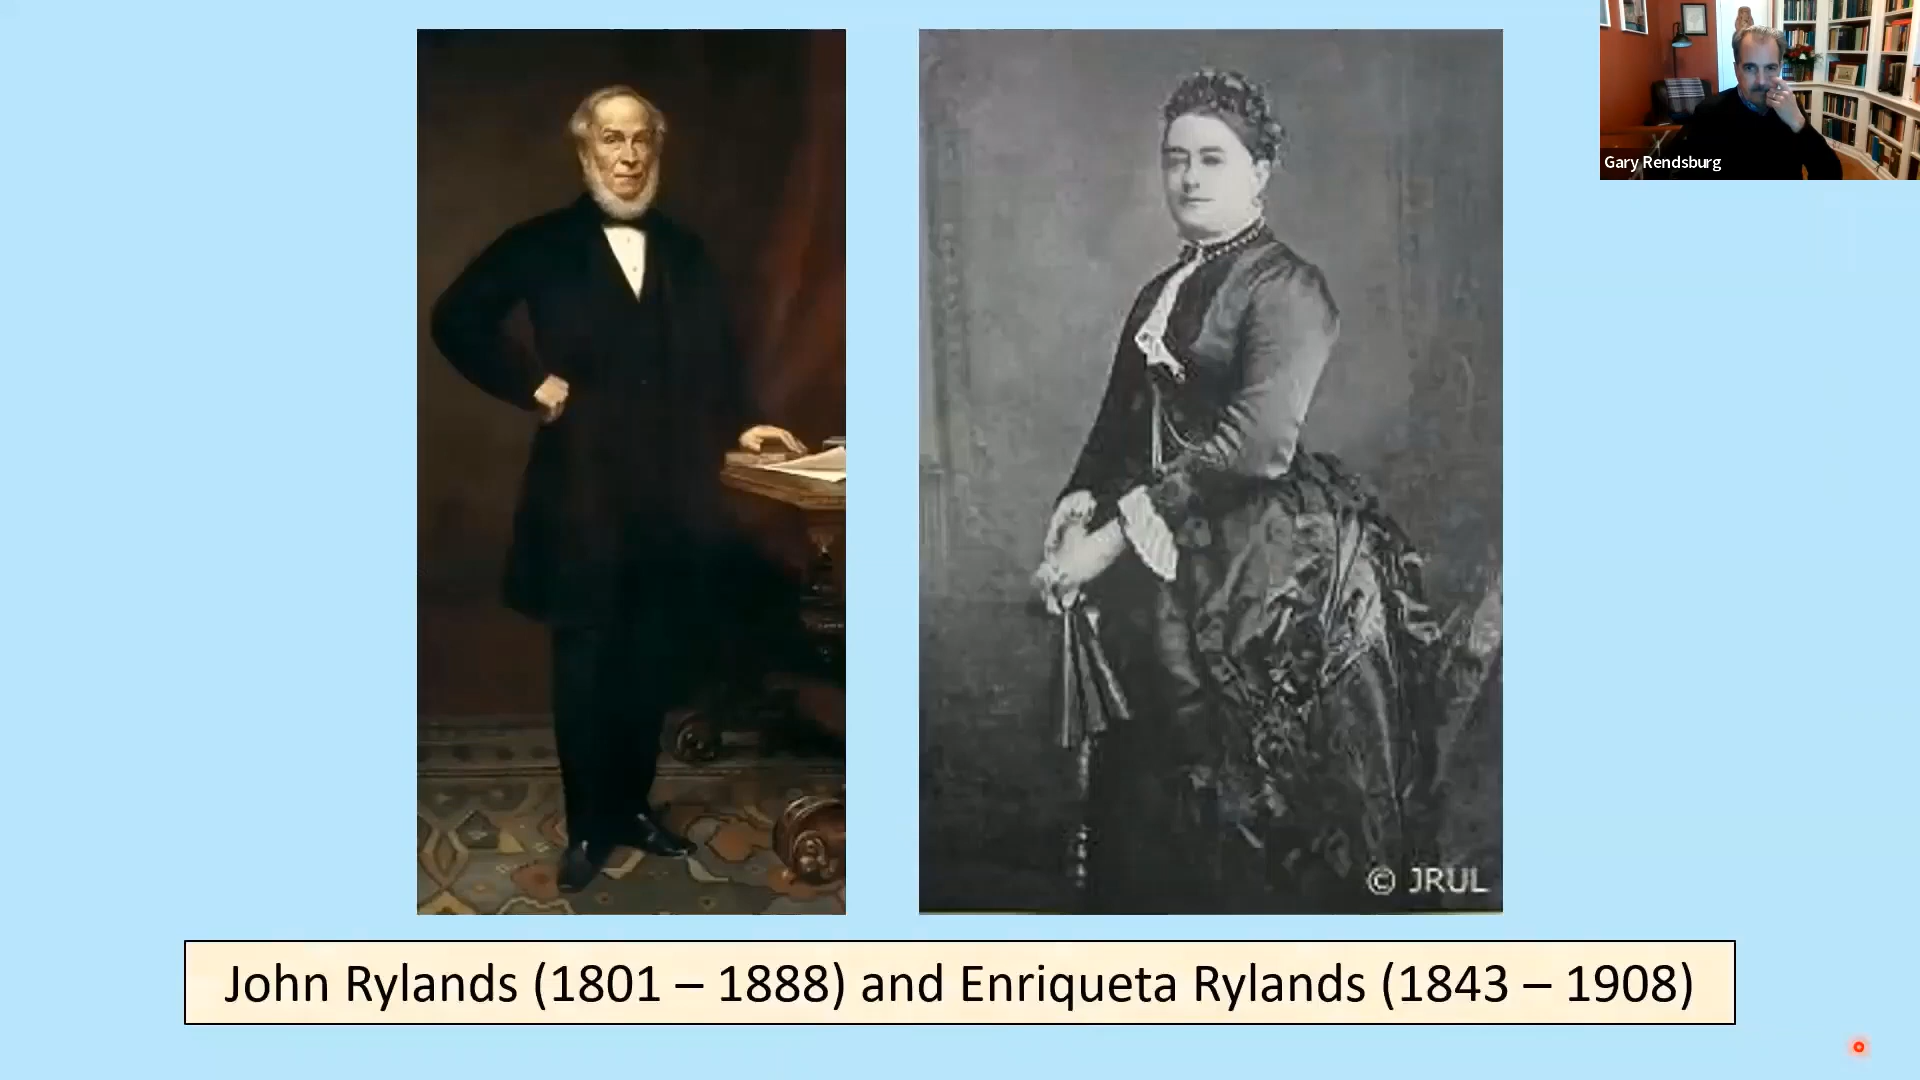 Gary Rendsburg
© JRUL
John Rylands (1801 – 1888) and Enriqueta Rylands (1843 – 1908)